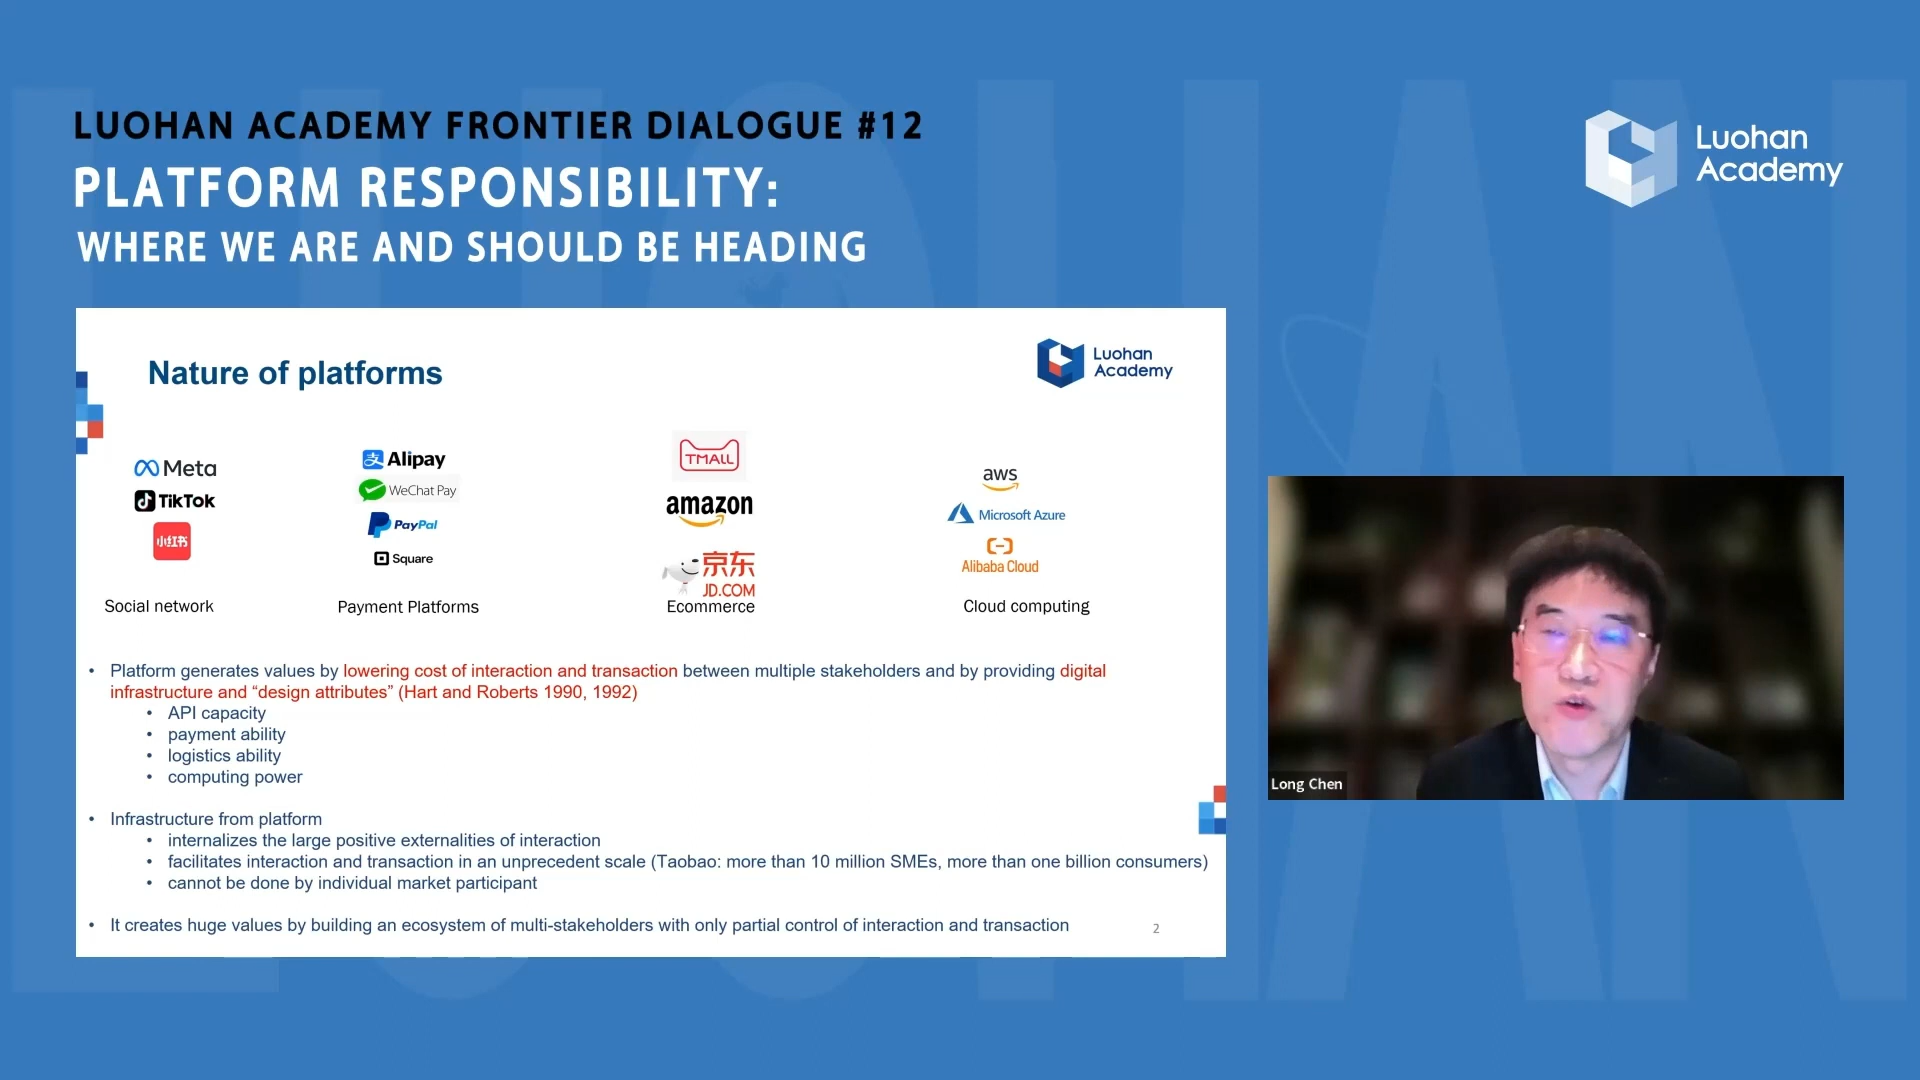 LUOHAN ACADEMY FRONTIER DIALOGUE #12
PLATFORM RESPONSIBILITY:
WHERE WE ARE AND SHOULD BE HEADING
Luohan
Academy
Nature of platforms
Luohan
Academy
Meta
TikTok
小红书
Social network
支 Alipay
WeChat Pay
PayPal
Square
Payment Platforms
TMALL
amazon
京东
JD.COM
Ecommerce
aws
Microsoft Azure
Alibaba Cloud
Cloud computing
• Platform generates values by lowering cost of interaction and transaction between multiple stakeholders and by providing digital
infrastructure and “design attributes” (Hart and Roberts 1990, 1992)
• API capacity
• payment ability
• logistics ability
• computing power
• Infrastructure from platform
• internalizes the large positive externalities of interaction
• facilitates interaction and transaction in an unprecedent scale (Taobao: more than 10 million SMEs, more than one billion consumers)
• cannot be done by individual market participant
• It creates huge values by building an ecosystem of multi-stakeholders with only partial control of interaction and transaction
2
Long Chen